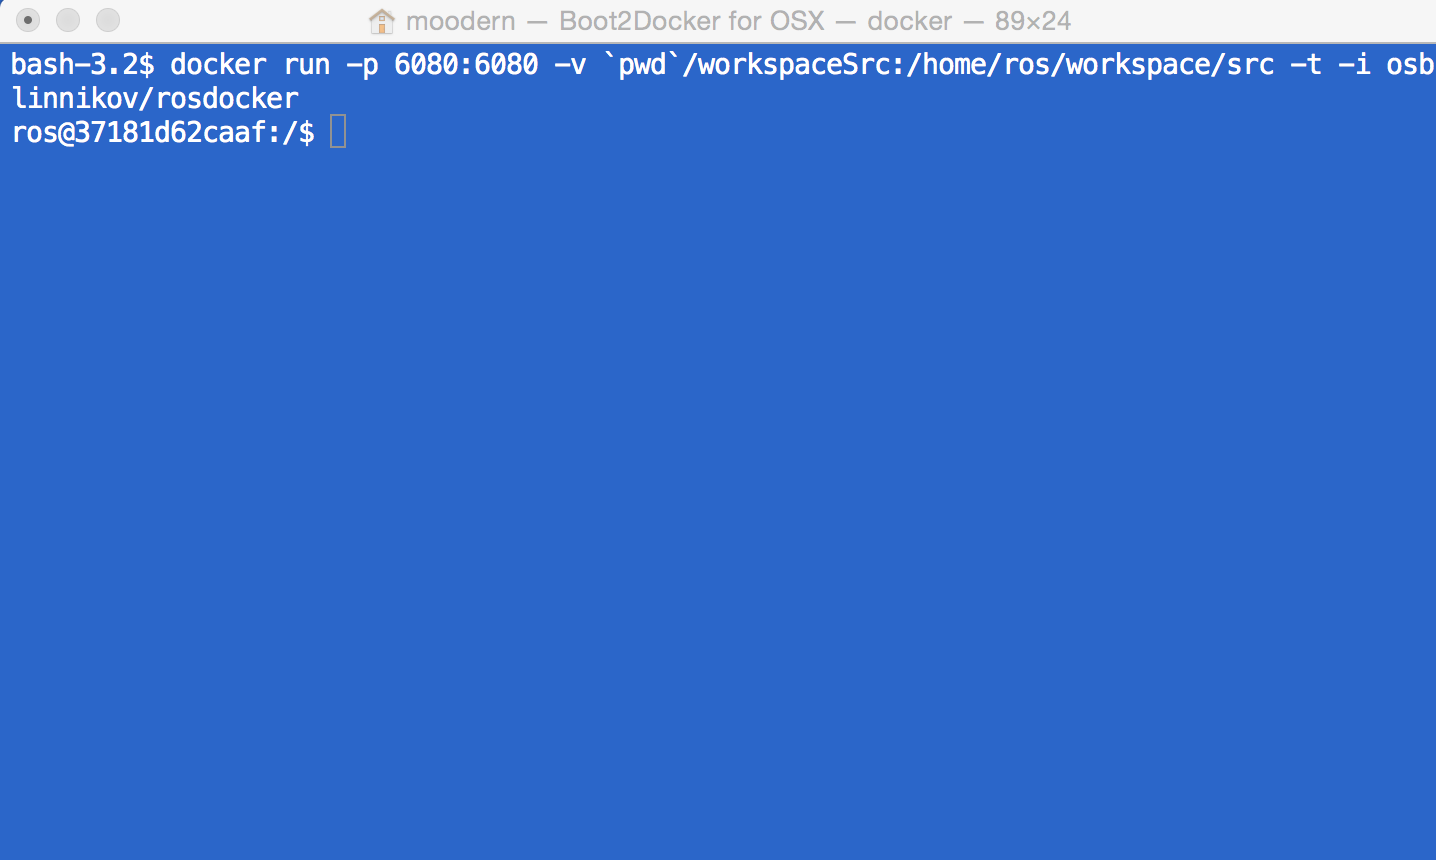 moodern — Boot2Docker for OSX — docker — 89×24
bash-3.2$ docker run -p 6080:6080 -v `pwd`/workspaceSrc:/home/ros/workspace/src -t -i osb
linnikov/rosdocker
ros@37181d62caaf:/$